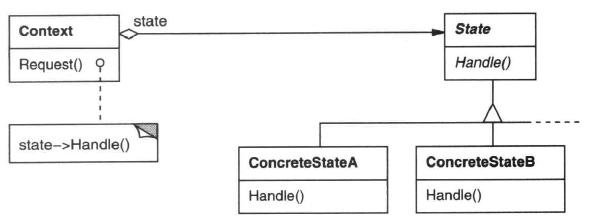 state
Context
State
Request()
Handle()
state–>Handle()
ConcreteStateA
ConcreteStateB
Handle()
Handle()